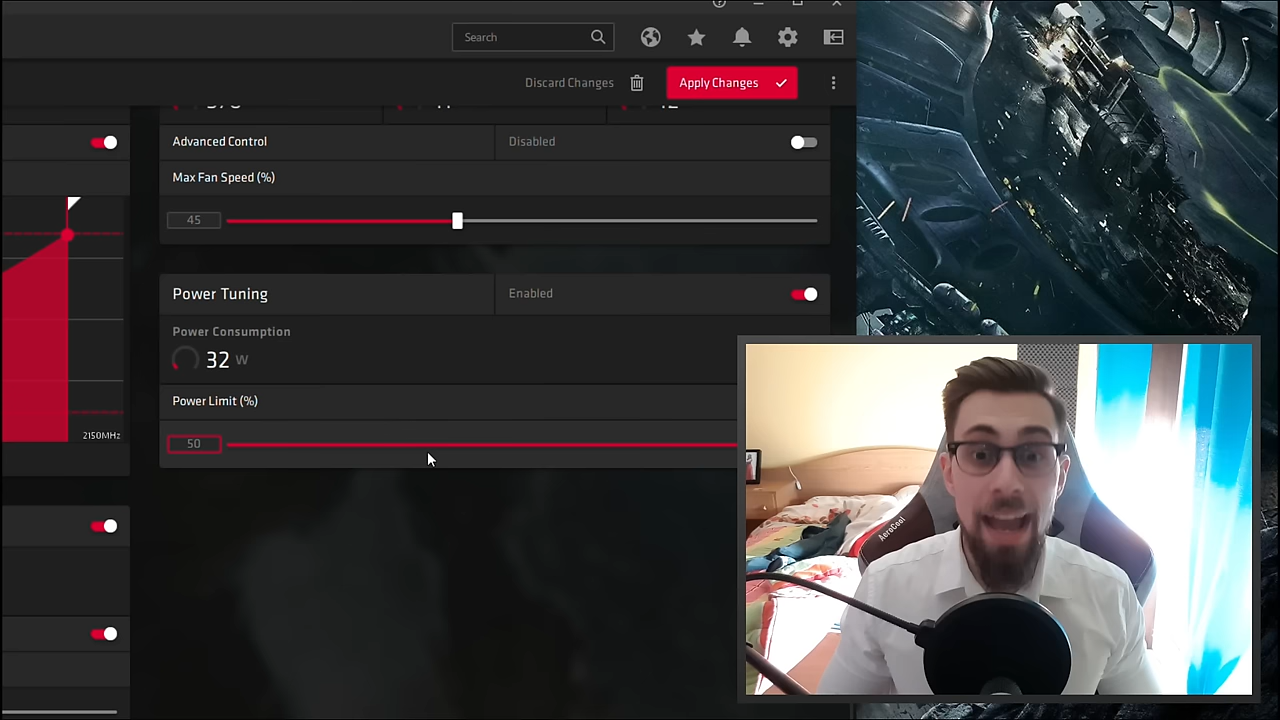 Search
Discard Changes
Apply Changes
Advanced Control
Disabled
Max Fan Speed (%)
45
Power Tuning
Enabled
Power Consumption
32 W
Power Limit (%)
50
2150MHz
AeroCool